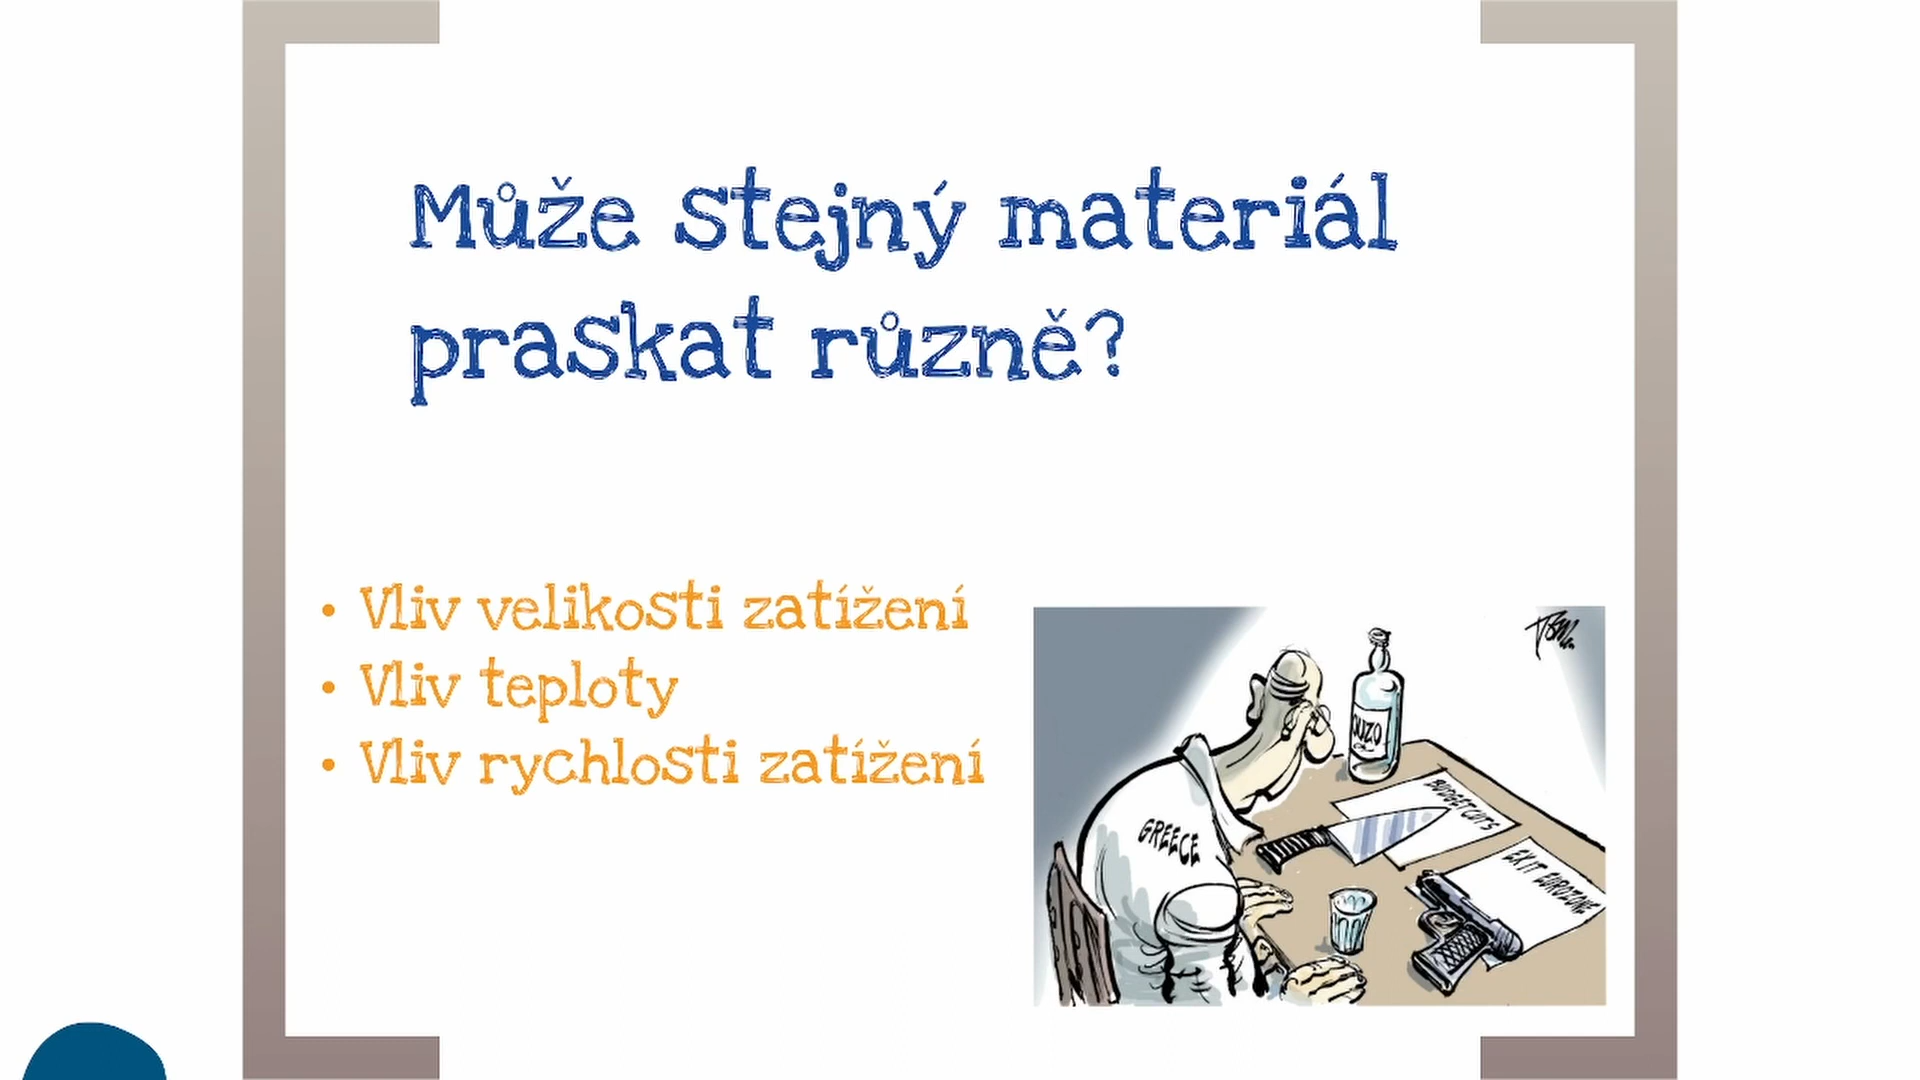 Může stejný materiál
praskat různě?
• Vliv velikosti zatížení
• Vliv teploty
• Vliv rychlosti zatížení
OUZO
BUDGET CUTS
GREECE
EXIT EUROZONE